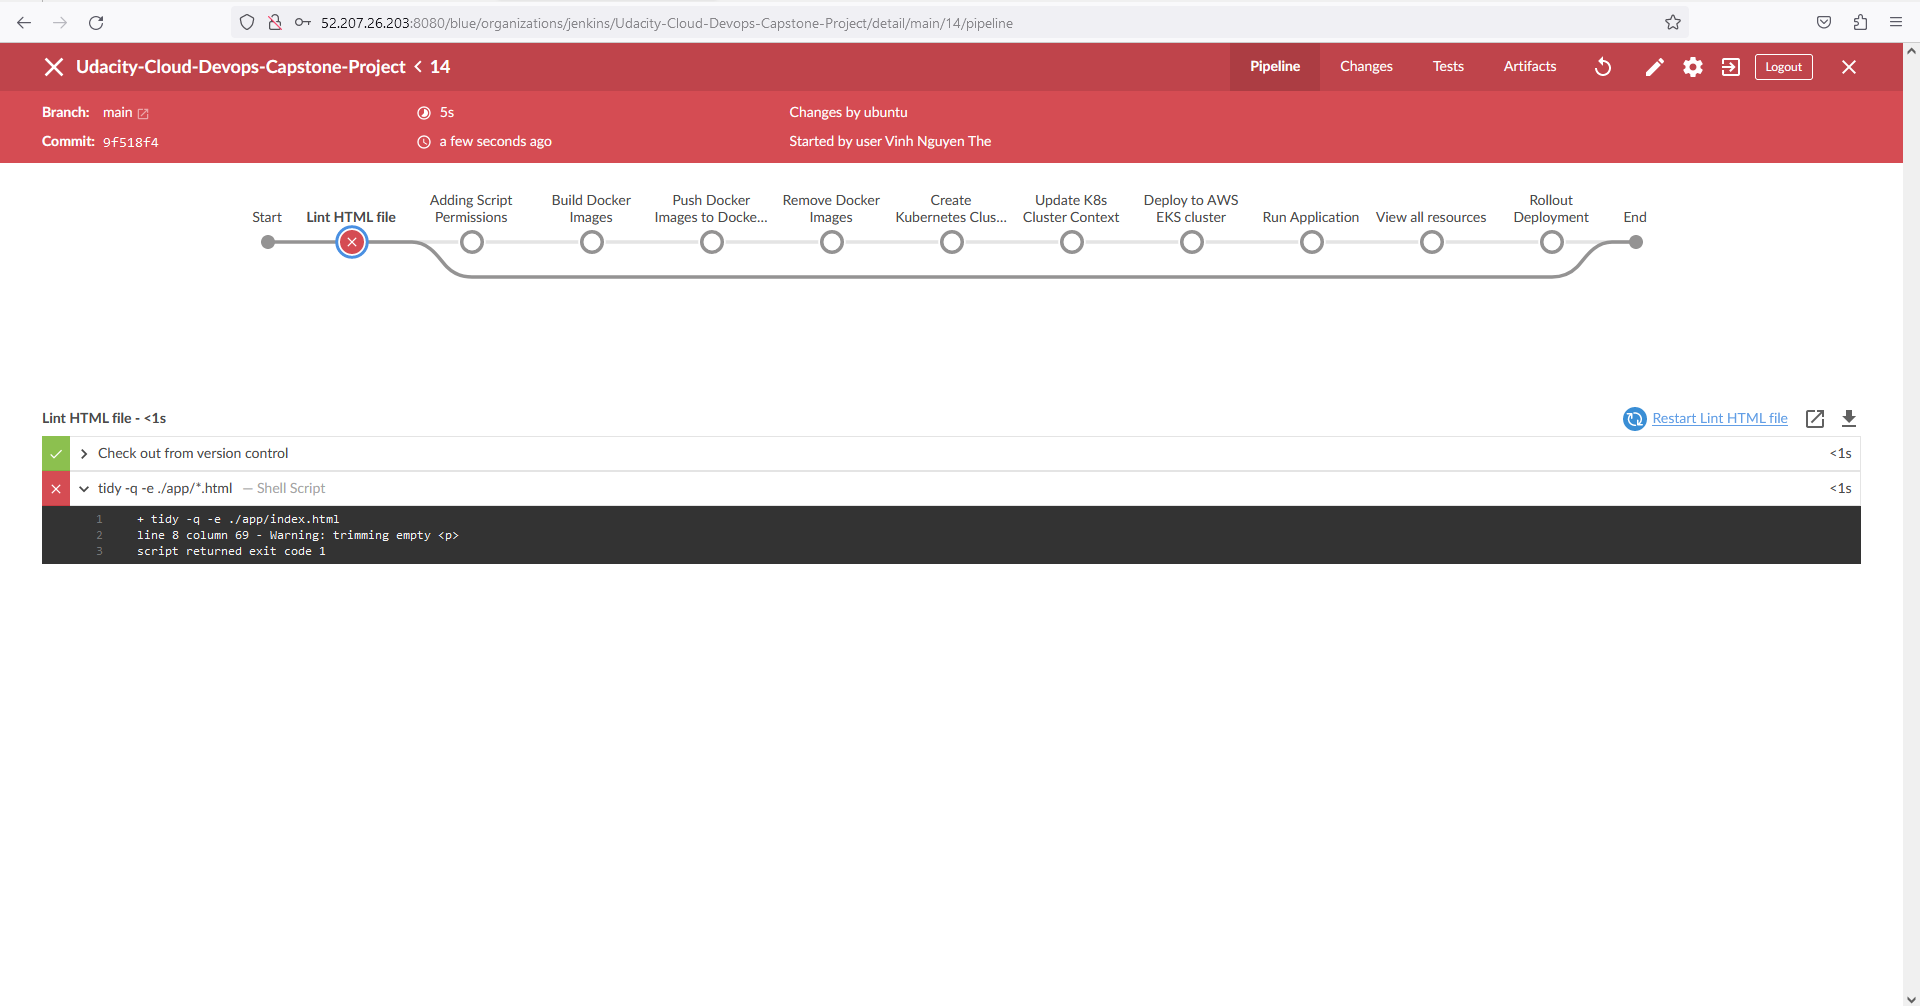 52.207.26.203:8080/blue/organizations/jenkins/Udacity-Cloud-Devops-Capstone-Project/detail/main/14/pipeline
Udacity-Cloud-Devops-Capstone-Project < 14
Pipeline Changes Tests Artifacts Logout
Branch: main 5s Changes by ubuntu
Commit: 9f518f4 a few seconds ago Started by user Vinh Nguyen The
Start
Lint HTML file
Adding Script
Permissions
Build Docker
Images
Push Docker
Images to Docke...
Remove Docker
Images
Create
Kubernetes Clus...
Update K8s
Cluster Context
Deploy to AWS
EKS cluster
Run Application
View all resources
Rollout
Deployment
End
Lint HTML file - <1s Restart Lint HTML file
Check out from version control <1s
tidy -q -e ./app/*.html — Shell Script <1s
1 + tidy -q -e ./app/index.html
2 line 8 column 69 - Warning: trimming empty <p>
3 script returned exit code 1